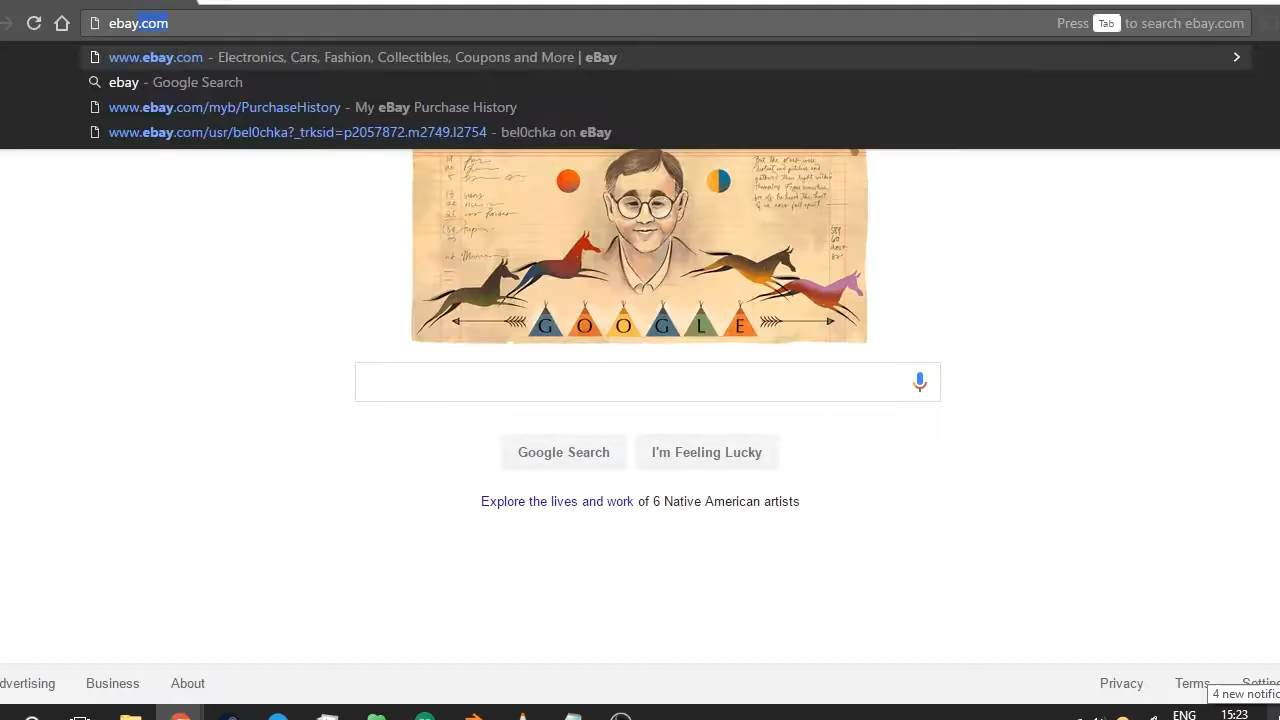 ebay.com
Press Tab to search ebay.com
www.ebay.com - Electronics, Cars, Fashion, Collectibles, Coupons and More | eBay
ebay - Google Search
www.ebay.com/myb/PurchaseHistory - My eBay Purchase History
www.ebay.com/usr/bel0chka?_trksid=p2057872.m2749.l2754 - bel0chka on eBay
GOOGLE
Google Search
I'm Feeling Lucky
Explore the lives and work of 6 Native American artists
dvertising Business About
Privacy Terms
4 new notific
ENG
15:23